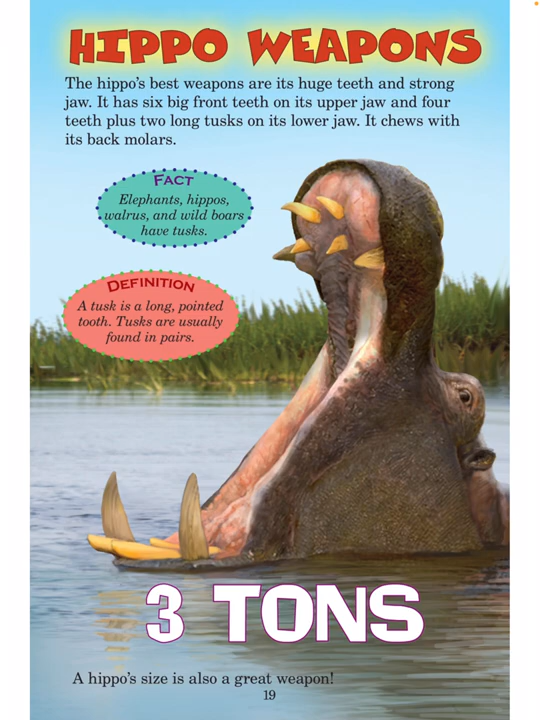 HIPPO WEAPONS
The hippo's best weapons are its huge teeth and strong
jaw. It has six big front teeth on its upper jaw and four
teeth plus two long tusks on its lower jaw. It chews with
its back molars.
FACT
Elephants, hippos,
walrus, and wild boars
have tusks.
DEFINITION
A tusk is a long, pointed
tooth. Tusks are usually
found in pairs.
3 TONS
A hippo's size is also a great weapon!
19